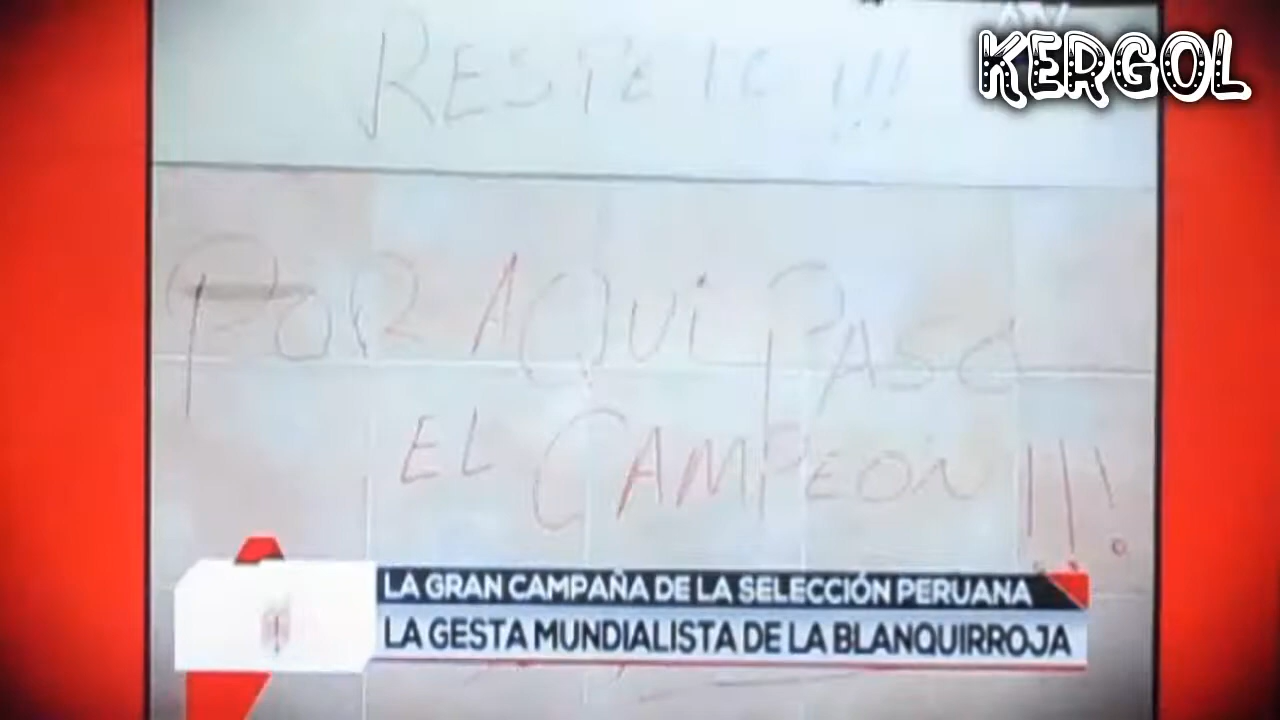 ATV
KERGOL
RESPETO!!!
POR AQUI PASO
EL CAMPEON!!!
LA GRAN CAMPAÑA DE LA SELECCIÓN PERUANA
LA GESTA MUNDIALISTA DE LA BLANQUIRROJA